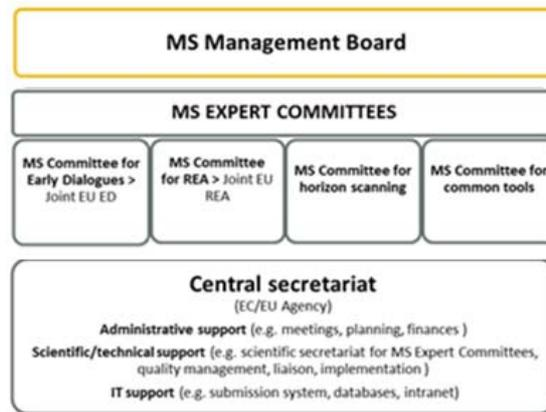 MS Management Board
MS EXPERT COMMITTEES
MS Committee for
Early Dialogues >
Joint EU ED
MS Committee
for REA > Joint EU
REA
MS Committee for
horizon scanning
MS Committee for
common tools
Central secretariat
(EC/EU Agency)
Administrative support (e.g. meetings, planning, finances )
Scientific/technical support (e.g. scientific secretariat for MS Expert Committees,
quality management, liaison, implementation )
IT support (e.g. submission system, databases, intranet)